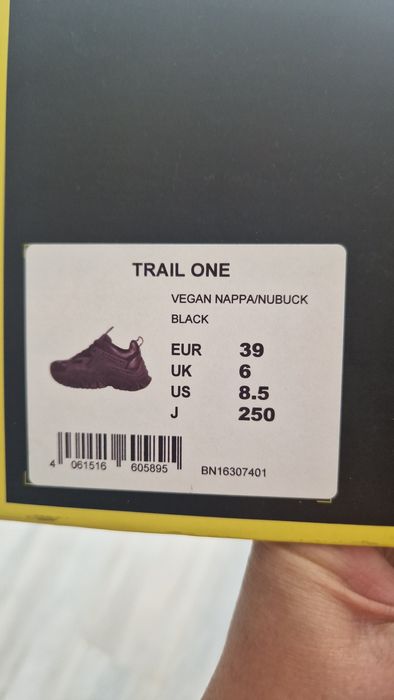 TRAIL ONE
VEGAN NAPPA/NUBUCK
BLACK
EUR 39
UK 6
US 8.5
J 250
4 061516 605895
BN16307401